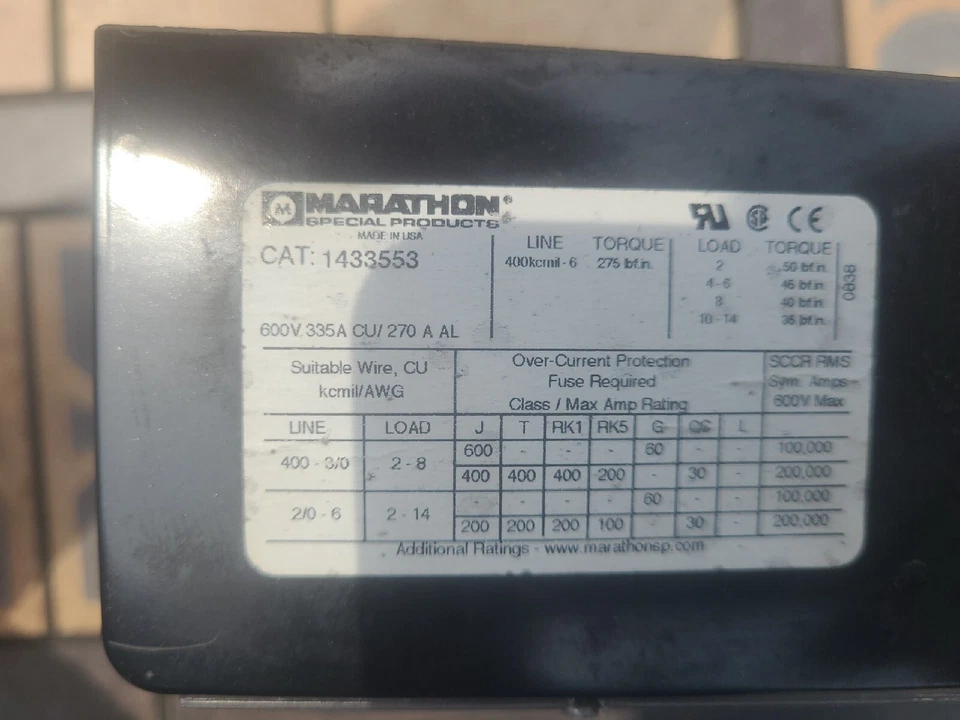 MARATHON®
SPECIAL PRODUCTS
MADE IN USA
CAT: 1433553
600V 335A CU/ 270 A AL
LINE TORQUE
400kcmil-6 275 lbf.in.
LOAD TORQUE
2 50 lbf.in.
4-6 45 lbf.in.
8 40 lbf.in.
10-14 35 lbf.in.
0838
Suitable Wire, CU
kcmil/AWG
Over-Current Protection
Fuse Required
Class / Max Amp Rating
SCCR RMS
Sym. Amps
600V Max
LINE LOAD J T RK1 RK5 G CC L
400 - 3/0 2 - 8 600 - - - 60 - - 100,000
400 400 400 200 - 30 - 200,000
2/0 - 6 2 - 14 - - - - 60 - - 100,000
200 200 200 100 - 30 - 200,000
Additional Ratings - www.marathonsp.com